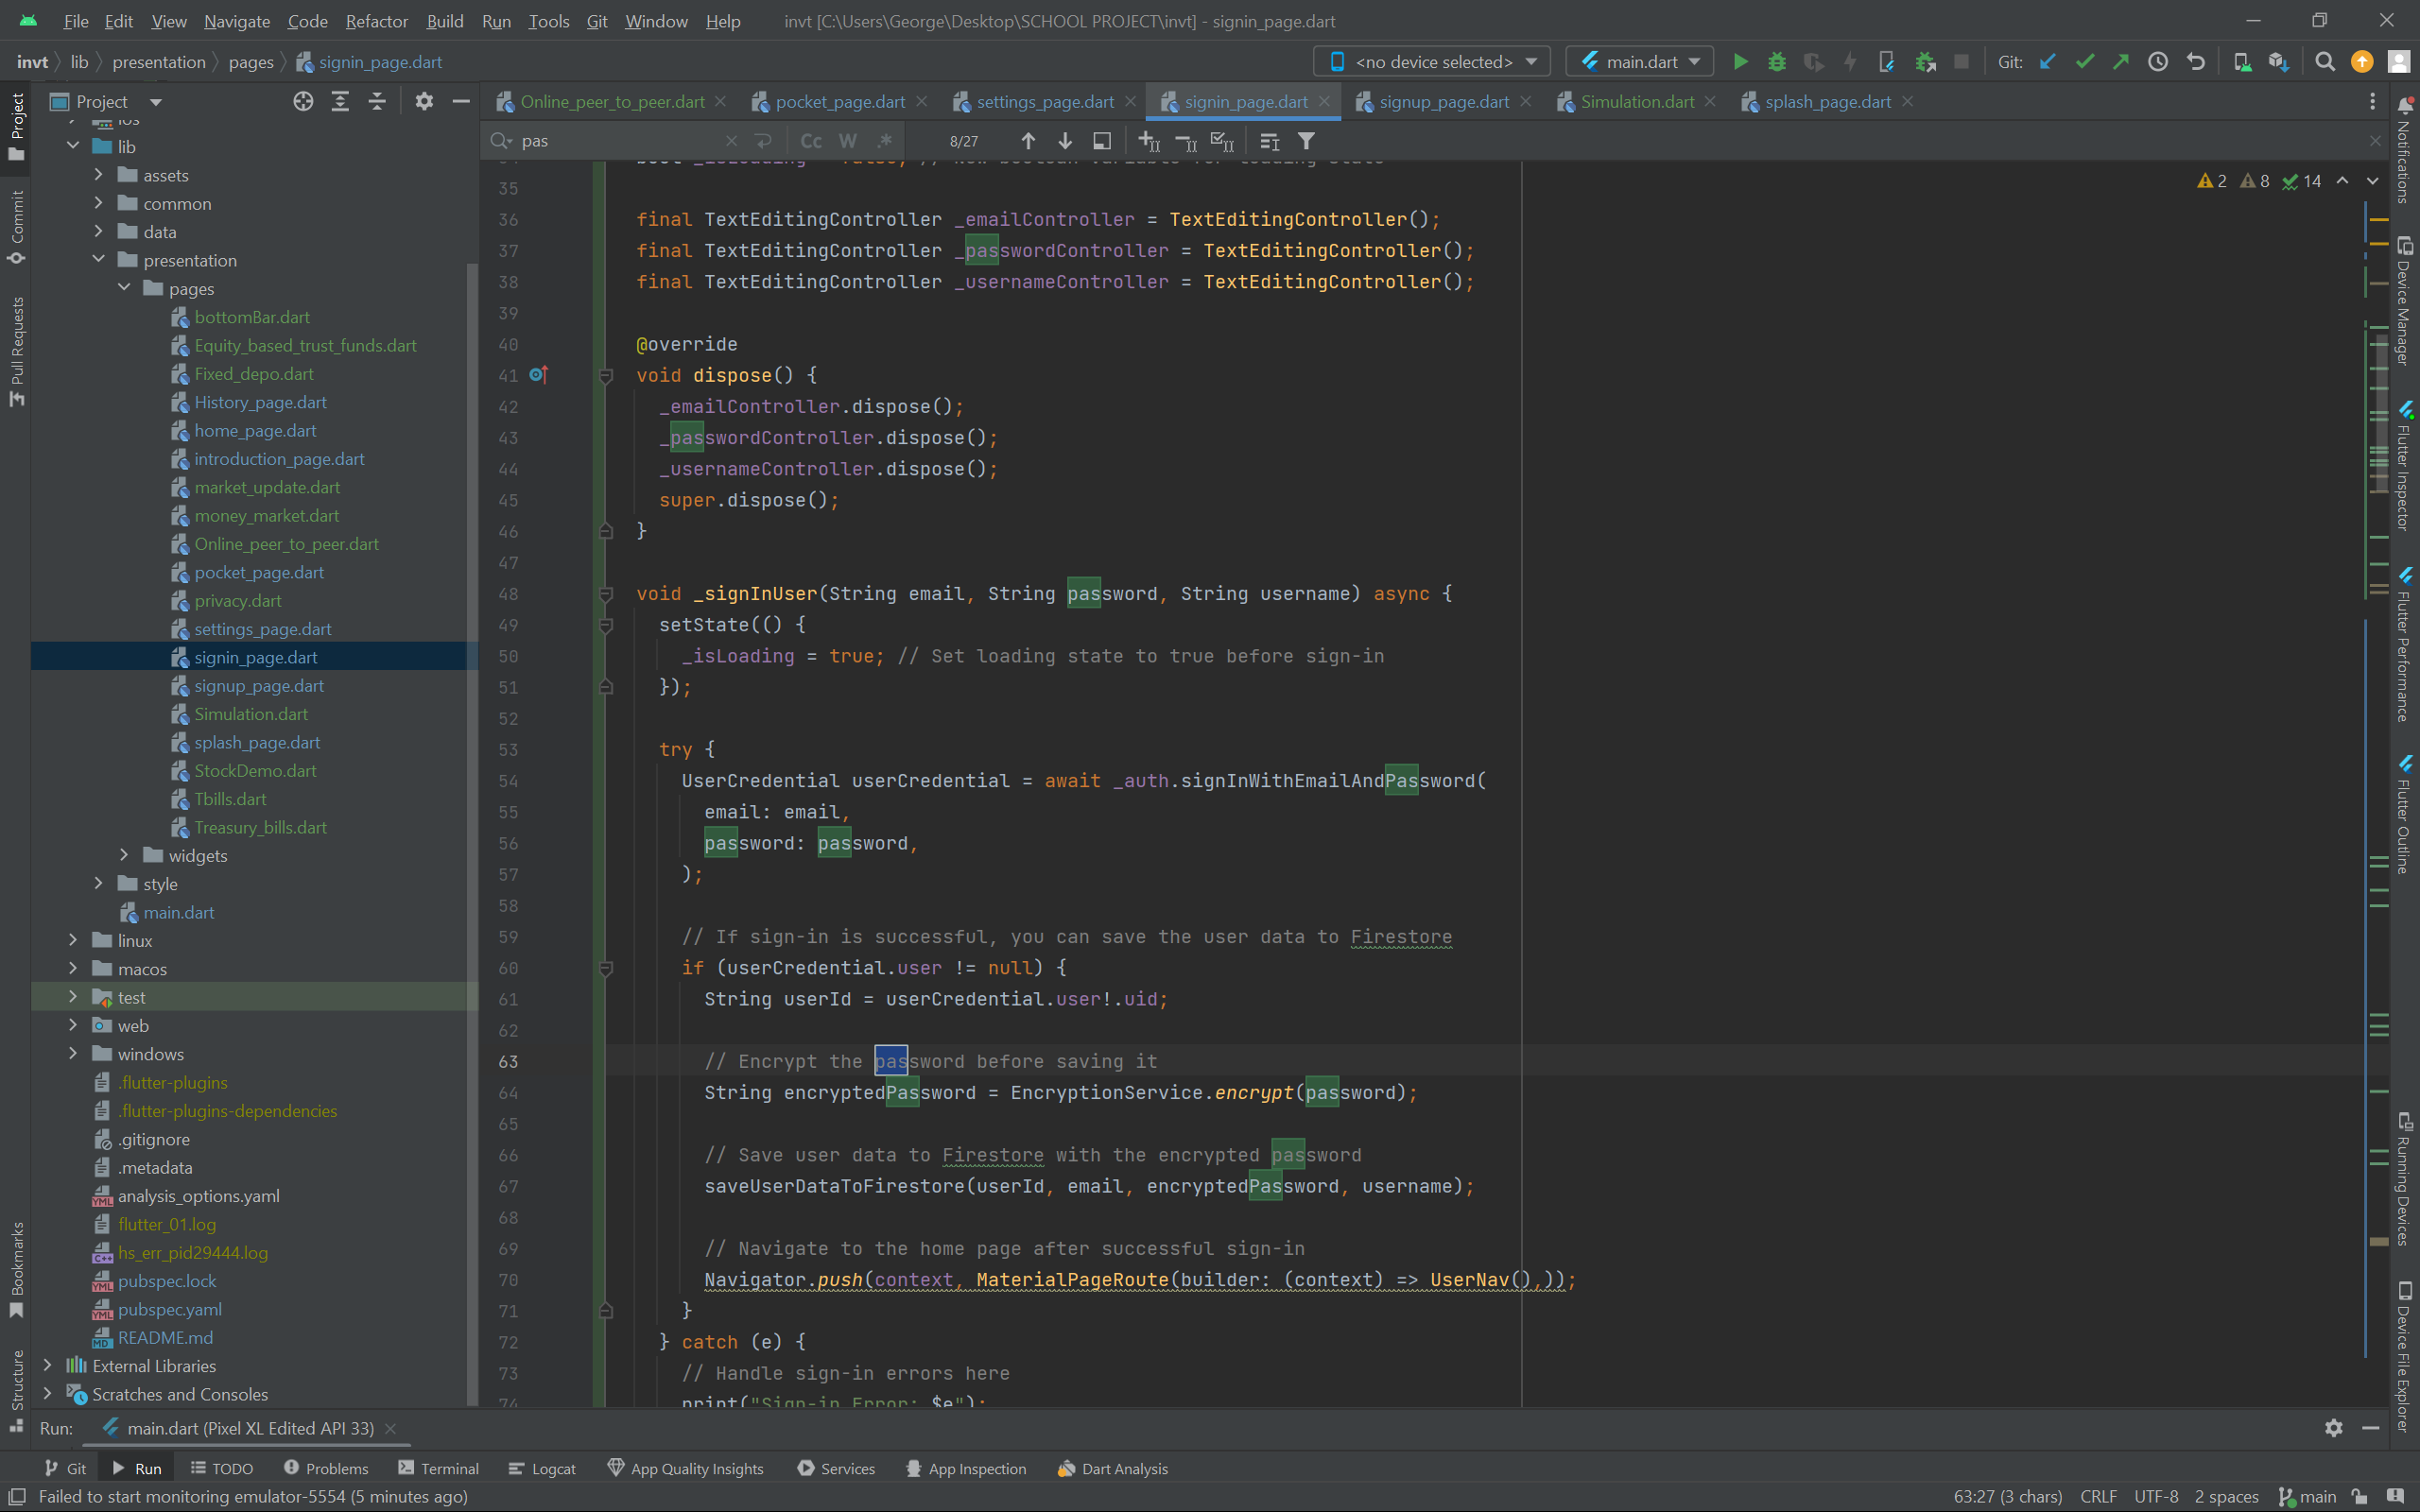 File Edit View Navigate Code Refactor Build Run Tools Git Window Help
invt [C:\Users\George\Desktop\SCHOOL PROJECT\invt] - signin_page.dart
invt lib presentation pages signin_page.dart
<no device selected> main.dart Git:
Project
Online_peer_to_peer.dart pocket_page.dart settings_page.dart signin_page.dart signup_page.dart Simulation.dart splash_page.dart
pas Cc W .* 8/27
2 8 14
Project
Commit
Pull Requests
Bookmarks
Structure
ios
lib
assets
common
data
presentation
pages
bottomBar.dart
Equity_based_trust_funds.dart
Fixed_depo.dart
History_page.dart
home_page.dart
introduction_page.dart
market_update.dart
money_market.dart
Online_peer_to_peer.dart
pocket_page.dart
privacy.dart
settings_page.dart
signin_page.dart
signup_page.dart
Simulation.dart
splash_page.dart
StockDemo.dart
Tbills.dart
Treasury_bills.dart
widgets
style
main.dart
linux
macos
test
web
windows
.flutter-plugins
.flutter-plugins-dependencies
.gitignore
.metadata
analysis_options.yaml
flutter_01.log
hs_err_pid29444.log
pubspec.lock
pubspec.yaml
README.md
External Libraries
Scratches and Consoles
35
36 final TextEditingController _emailController = TextEditingController();
37 final TextEditingController _passwordController = TextEditingController();
38 final TextEditingController _usernameController = TextEditingController();
39
40 @override
41 void dispose() {
42 _emailController.dispose();
43 _passwordController.dispose();
44 _usernameController.dispose();
45 super.dispose();
46 }
47
48 void _signInUser(String email, String password, String username) async {
49 setState(() {
50 _isLoading = true; // Set loading state to true before sign-in
51 });
52
53 try {
54 UserCredential userCredential = await _auth.signInWithEmailAndPassword(
55 email: email,
56 password: password,
57 );
58
59 // If sign-in is successful, you can save the user data to Firestore
60 if (userCredential.user != null) {
61 String userId = userCredential.user!.uid;
62
63 // Encrypt the password before saving it
64 String encryptedPassword = EncryptionService.encrypt(password);
65
66 // Save user data to Firestore with the encrypted password
67 saveUserDataToFirestore(userId, email, encryptedPassword, username);
68
69 // Navigate to the home page after successful sign-in
70 Navigator.push(context, MaterialPageRoute(builder: (context) => UserNav(),));
71 }
72 } catch (e) {
73 // Handle sign-in errors here
74 print("Sign-in Error: $e");
Notifications
Device Manager
Flutter Inspector
Flutter Performance
Flutter Outline
Running Devices
Device File Explorer
Run: main.dart (Pixel XL Edited API 33)
Git Run TODO Problems Terminal Logcat App Quality Insights Services App Inspection Dart Analysis
Failed to start monitoring emulator-5554 (5 minutes ago)
63:27 (3 chars) CRLF UTF-8 2 spaces main